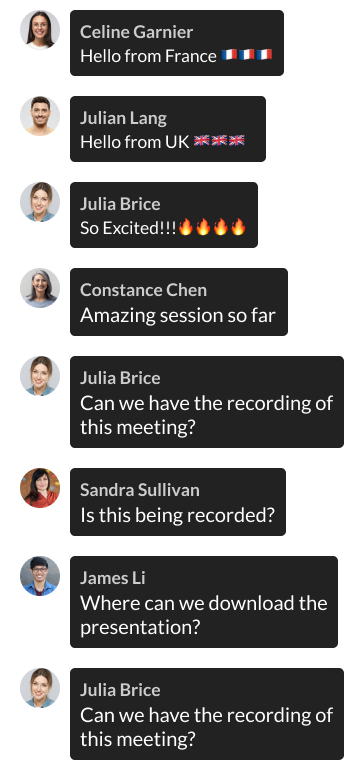 Celine Garnier
Hello from France 🇫🇷🇫🇷🇫🇷
Julian Lang
Hello from UK 🇬🇧🇬🇧🇬🇧
Julia Brice
So Excited!!!🔥🔥🔥🔥
Constance Chen
Amazing session so far
Julia Brice
Can we have the recording of
this meeting?
Sandra Sullivan
Is this being recorded?
James Li
Where can we download the
presentation?
Julia Brice
Can we have the recording of
this meeting?